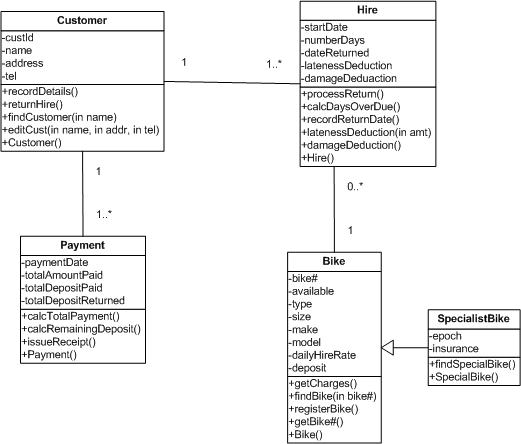 Customer
-custId
-name
-address
-tel
+recordDetails()
+returnHire()
+findCustomer(in name)
+editCust(in name, in addr, in tel)
+Customer()
1
1..*
Hire
-startDate
-numberDays
-dateReturned
-latenessDeduction
-damageDeduaction
+processReturn()
+calcDaysOverDue()
+recordReturnDate()
+latenessDeduction(in amt)
+damageDeduction()
+Hire()
1
1..*
0..*
1
Payment
-paymentDate
-totalAmountPaid
-totalDepositPaid
-totalDepositReturned
+calcTotalPayment()
+calcRemainingDeposit()
+issueReceipt()
+Payment()
Bike
-bike#
-available
-type
-size
-make
-model
-dailyHireRate
-deposit
+getCharges()
+findBike(in bike#)
+registerBike()
+getBike#()
+Bike()
SpecialistBike
-epoch
-insurance
+findSpecialBike()
+SpecialBike()